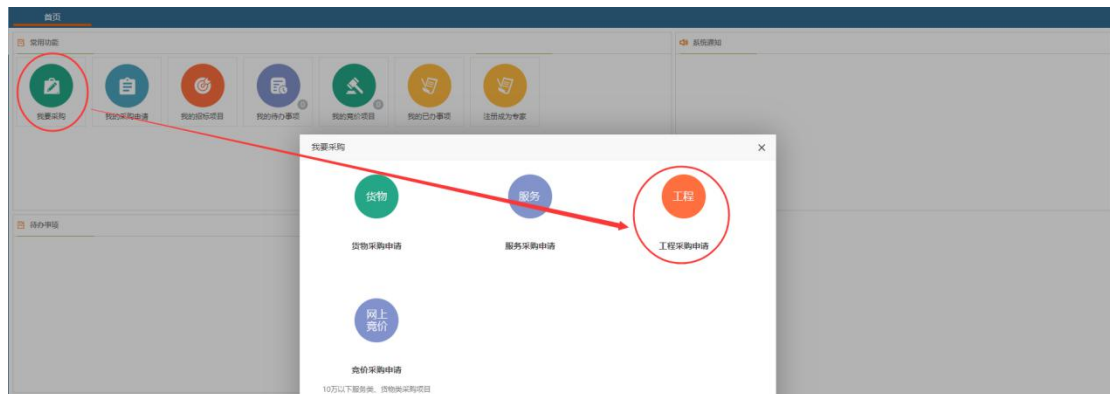 首页
常用功能
系统通知
我要采购
我的采购申请
我的招标项目
我的待办事项
0
我的竞价项目
0
我的已办事项
注册成为专家
我要采购
×
货物
服务
工程
货物采购申请
服务采购申请
工程采购申请
待办事项
网上
竞价
竞价采购申请
10万以下服务类、货物类采购项目